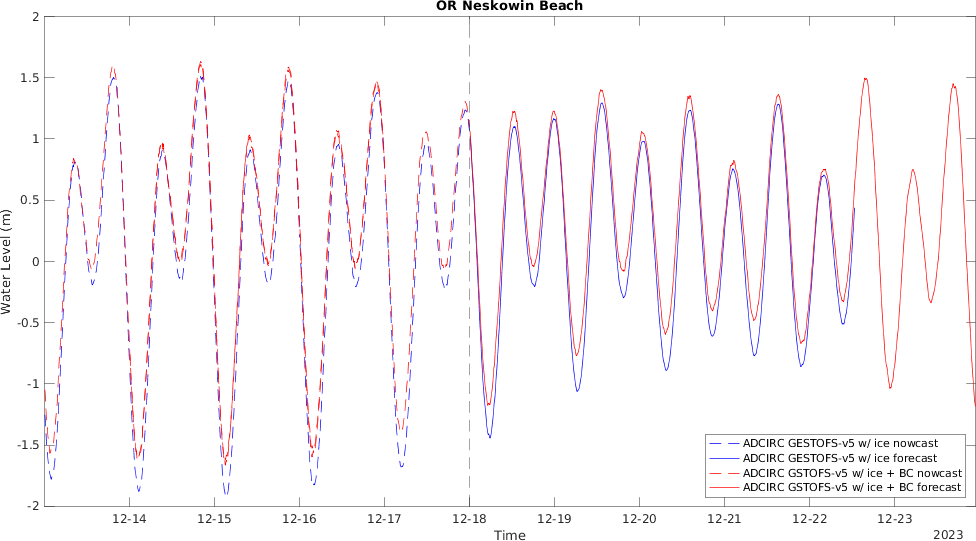 OR Neskowin Beach
2
1.5
1
0.5
0
-0.5
-1
-1.5
-2
Water Level (m)
12-14 12-15 12-16 12-17 12-18 12-19 12-20 12-21 12-22 12-23
Time
2023
ADCIRC GESTOFS-v5 w/ ice nowcast
ADCIRC GESTOFS-v5 w/ ice forecast
ADCIRC GSTOFS-v5 w/ ice + BC nowcast
ADCIRC GSTOFS-v5 w/ ice + BC forecast